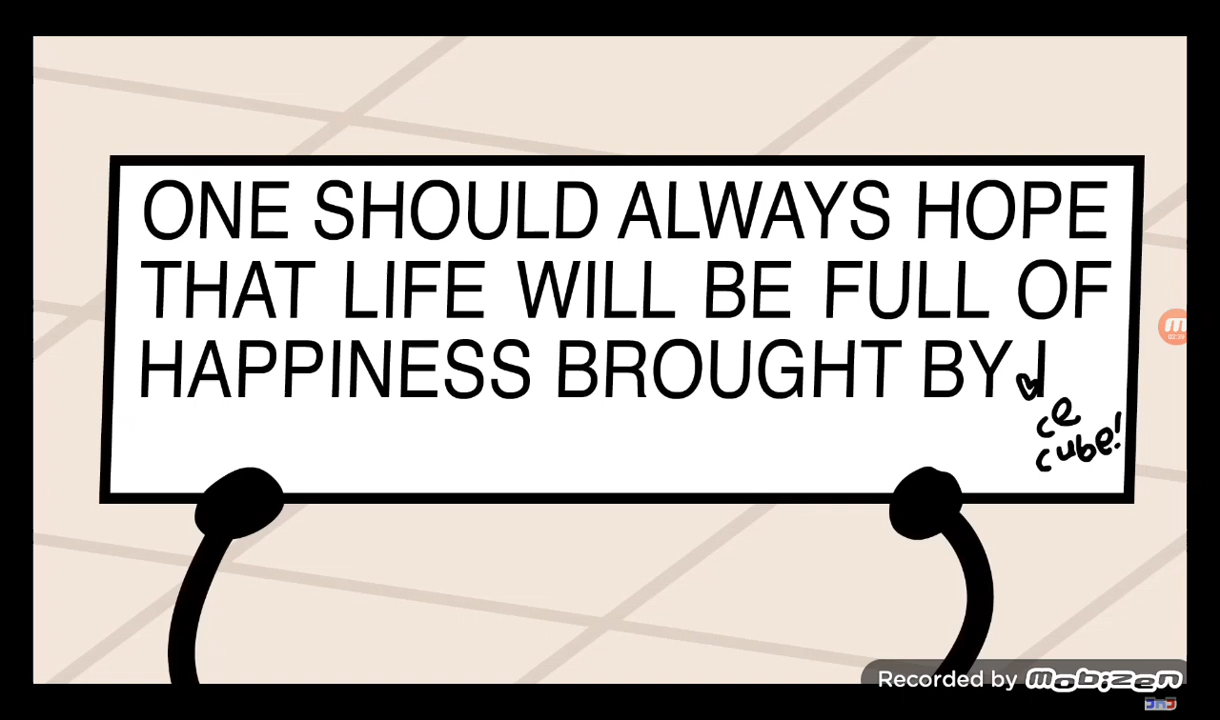 ONE SHOULD ALWAYS HOPE
THAT LIFE WILL BE FULL OF
HAPPINESS BROUGHT BY I
ce
cube!
Recorded by mobizen